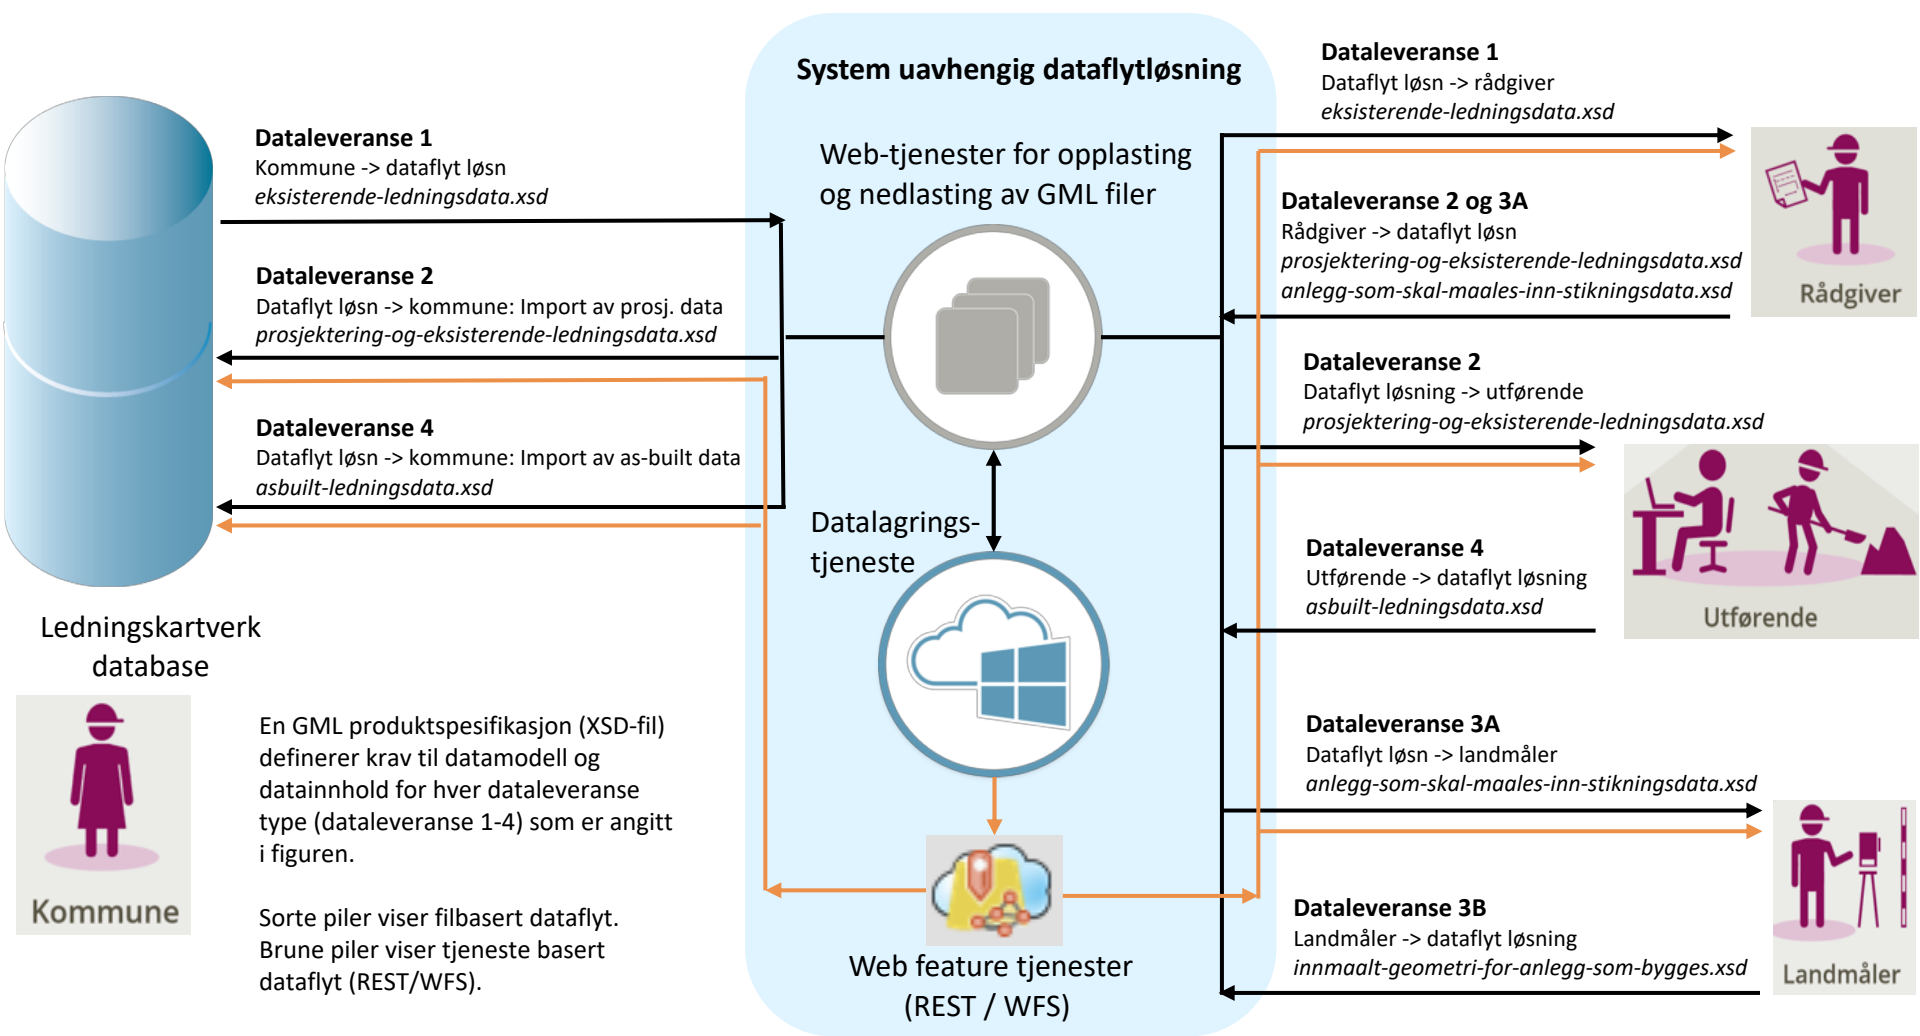 System uavhengig dataflytløsning
Web-tjenester for opplasting
og nedlasting av GML filer
Datalagrings-
tjeneste
Web feature tjenester
(REST / WFS)
Dataleveranse 1
Kommune -> dataflyt løsn
eksisterende-ledningsdata.xsd
Dataleveranse 2
Dataflyt løsn -> kommune: Import av prosj. data
prosjektering-og-eksisterende-ledningsdata.xsd
Dataleveranse 4
Dataflyt løsn -> kommune: Import av as-built data
asbuilt-ledningsdata.xsd
Ledningskartverk
database
Kommune
En GML produktspesifikasjon (XSD-fil)
definerer krav til datamodell og
datainnhold for hver dataleveranse
type (dataleveranse 1-4) som er angitt
i figuren.
Sorte piler viser filbasert dataflyt.
Brune piler viser tjeneste basert
dataflyt (REST/WFS).
Dataleveranse 1
Dataflyt løsn -> rådgiver
eksisterende-ledningsdata.xsd
Dataleveranse 2 og 3A
Rådgiver -> dataflyt løsn
prosjektering-og-eksisterende-ledningsdata.xsd
anlegg-som-skal-maales-inn-stikningsdata.xsd
Rådgiver
Dataleveranse 2
Dataflyt løsning -> utførende
prosjektering-og-eksisterende-ledningsdata.xsd
Dataleveranse 4
Utførende -> dataflyt løsning
asbuilt-ledningsdata.xsd
Utførende
Dataleveranse 3A
Dataflyt løsn -> landmåler
anlegg-som-skal-maales-inn-stikningsdata.xsd
Dataleveranse 3B
Landmåler -> dataflyt løsning
innmaalt-geometri-for-anlegg-som-bygges.xsd
Landmåler